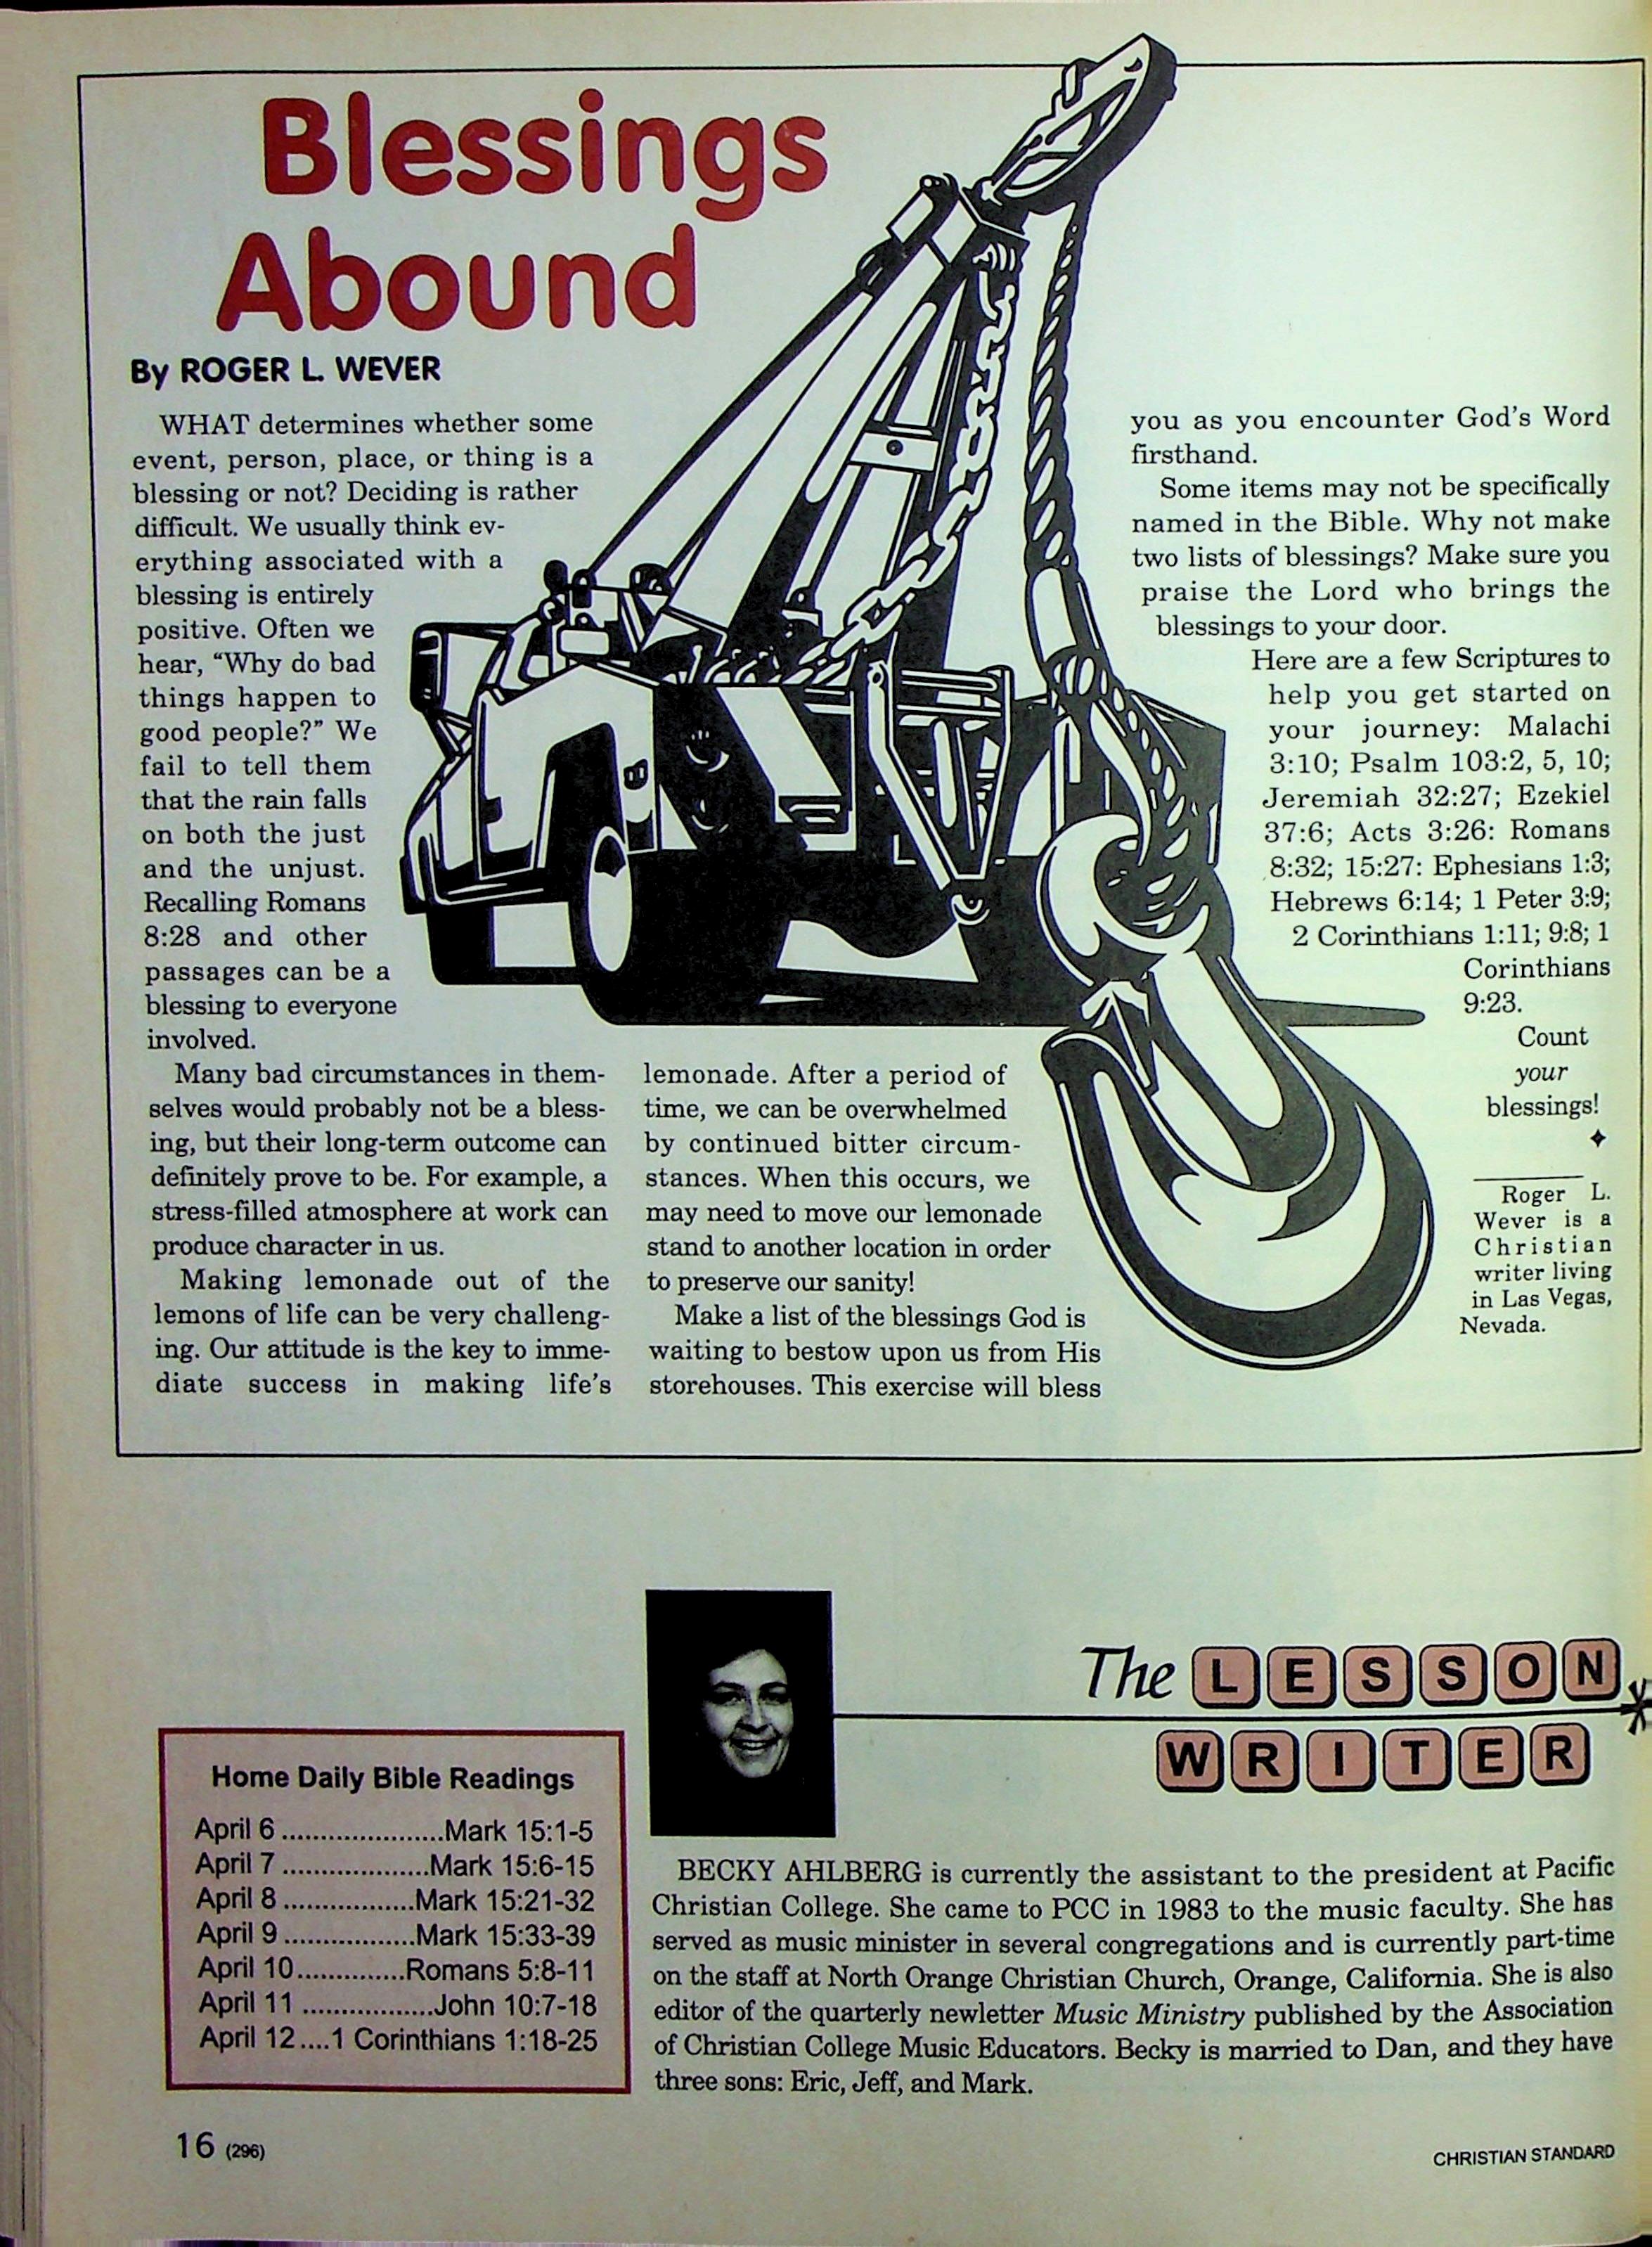 Blessings
Abound
By ROGER L. WEVER
WHAT determines whether some
event, person, place, or thing is a
blessing or not? Deciding is rather
difficult. We usually think ev-
erything associated with a
blessing is entirely
positive. Often we
hear, “Why do bad
things happen to
good people?” We
fail to tell them
that the rain falls
on both the just
and the unjust.
Recalling Romans
8:28 and other
passages can be a
blessing to everyone
involved.
Many bad circumstances in them-
selves would probably not be a bless-
ing, but their long-term outcome can
definitely prove to be. For example, a
stress-filled atmosphere at work can
produce character in us.
Making lemonade out of the
lemons of life can be very challeng-
ing. Our attitude is the key to imme-
diate success in making life’s
lemonade. After a period of
time, we can be overwhelmed
by continued bitter circum-
stances. When this occurs, we
may need to move our lemonade
stand to another location in order
to preserve our sanity!
Make a list of the blessings God is
waiting to bestow upon us from His
storehouses. This exercise will bless
you as you encounter God’s Word
firsthand.
Some items may not be specifically
named in the Bible. Why not make
two lists of blessings? Make sure you
praise the Lord who brings the
blessings to your door.
Here are a few Scriptures to
help you get started on
your journey: Malachi
3:10; Psalm 103:2, 5, 10;
Jeremiah 32:27; Ezekiel
37:6; Acts 3:26: Romans
8:32; 15:27: Ephesians 1:3;
Hebrews 6:14; 1 Peter 3:9;
2 Corinthians 1:11; 9:8; 1
Corinthians
9:23.
Count
your
blessings!
Roger L.
Wever is a
Christian
writer living
in Las Vegas,
Nevada.
Home Daily Bible Readings
April 6.....................Mark 15:1-5
April 7...................Mark 15:6-15
April 8.................Mark 15:21-32
April 9.................Mark 15:33-39
April 10..............Romans 5:8-11
April 11.................John 10:7-18
April 12....1 Corinthians 1:18-25
The LESSON
WRITER
BECKY AHLBERG is currently the assistant to the president at Pacific
Christian College. She came to PCC in 1983 to the music faculty. She has
served as music minister in several congregations and is currently part-time
on the staff at North Orange Christian Church, Orange, California. She is also
editor of the quarterly newletter Music Ministry published by the Association
of Christian College Music Educators. Becky is married to Dan, and they have
three sons: Eric, Jeff, and Mark.
16 (296)
CHRISTIAN STANDARD